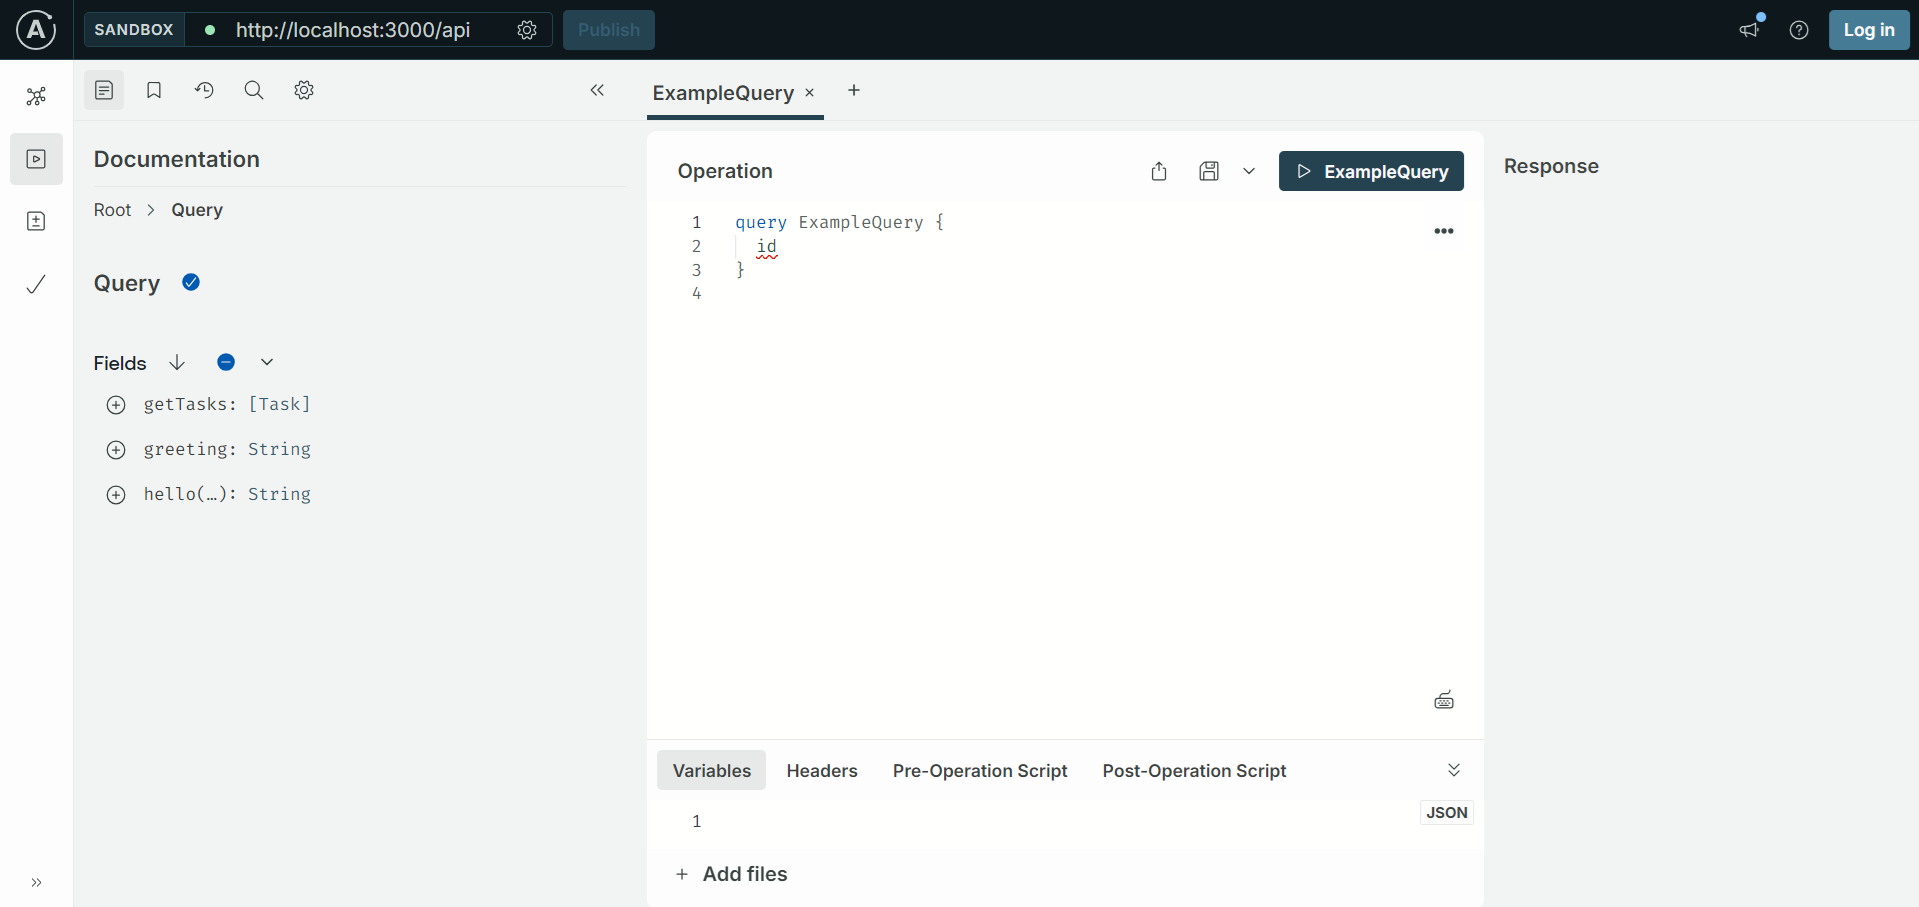 SANDBOX
http://localhost:3000/api
Publish
Log in
ExampleQuery
Documentation
Root > Query
Query
Fields
getTasks: [Task]
greeting: String
hello(…): String
Operation
ExampleQuery
1 query ExampleQuery {
2 id
3 }
4
Variables
Headers
Pre-Operation Script
Post-Operation Script
1
JSON
+ Add files
Response